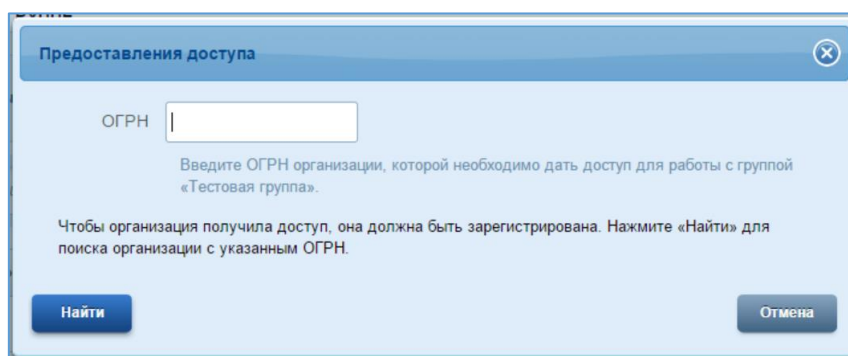 Предоставления доступа
ОГРН
Введите ОГРН организации, которой необходимо дать доступ для работы с группой
«Тестовая группа».
Чтобы организация получила доступ, она должна быть зарегистрирована. Нажмите «Найти» для
поиска организации с указанным ОГРН.
Найти
Отмена